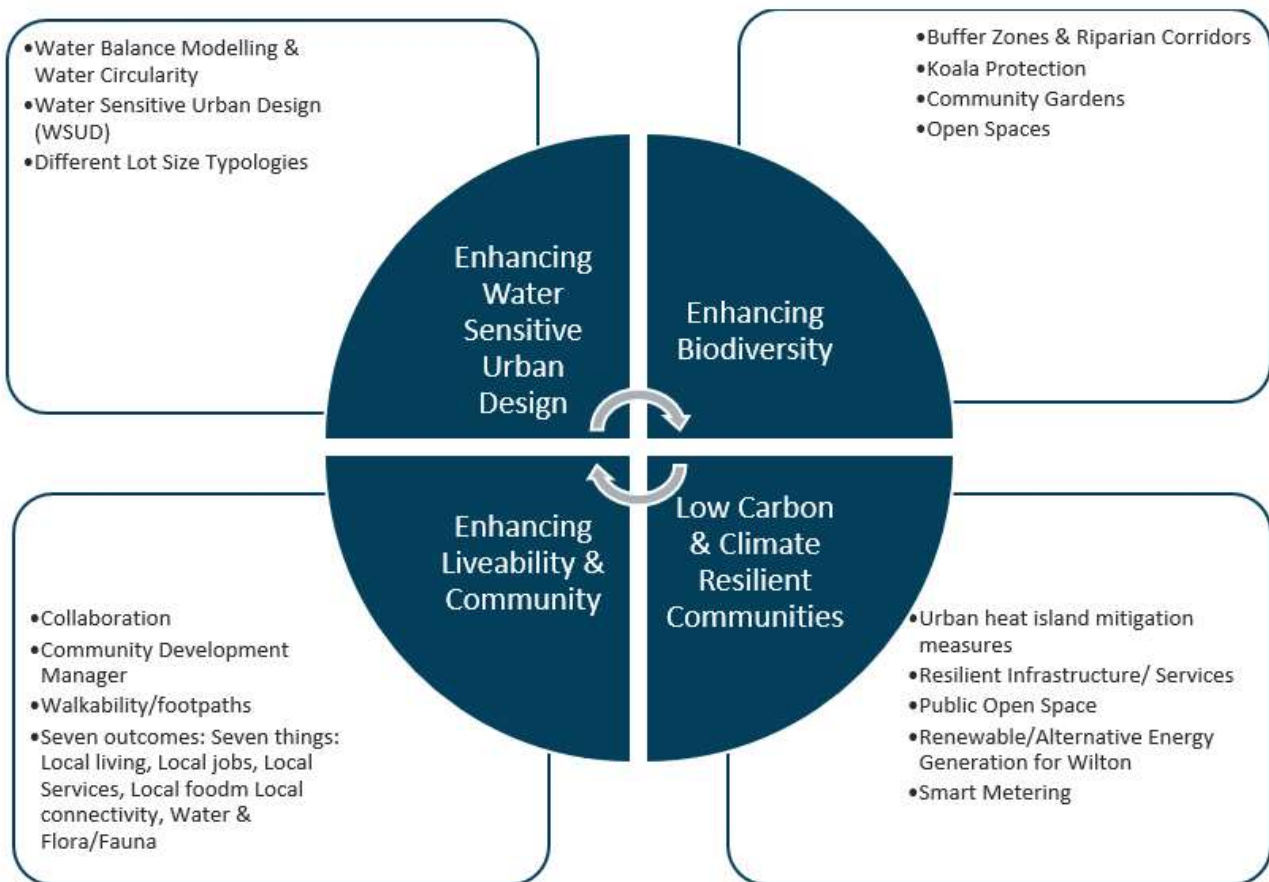 •Water Balance Modelling &
Water Circularity
•Water Sensitive Urban Design
(WSUD)
•Different Lot Size Typologies
•Buffer Zones & Riparian Corridors
•Koala Protection
•Community Gardens
•Open Spaces
Enhancing
Water
Sensitive
Urban
Design
Enhancing
Biodiversity
Enhancing
Liveability &
Community
Low Carbon
& Climate
Resilient
Communities
•Collaboration
•Community Development
Manager
•Walkability/footpaths
•Seven outcomes: Seven things:
Local living, Local jobs, Local
Services, Local foodm Local
connectivity, Water &
Flora/Fauna
•Urban heat island mitigation
measures
•Resilient Infrastructure/ Services
•Public Open Space
•Renewable/Alternative Energy
Generation for Wilton
•Smart Metering